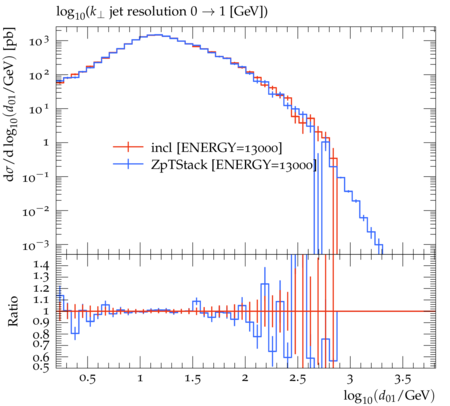 log₁₀(k⊥ jet resolution 0 → 1 [GeV])
dσ/d log₁₀(d₀₁/GeV) [pb]
10³
10²
10¹
1
10⁻¹
10⁻²
10⁻³
incl [ENERGY=13000]
ZpTStack [ENERGY=13000]
Ratio
1.4
1.3
1.2
1.1
1
0.9
0.8
0.7
0.6
0.5
0.5 1 1.5 2 2.5 3 3.5
log₁₀(d₀₁/GeV)